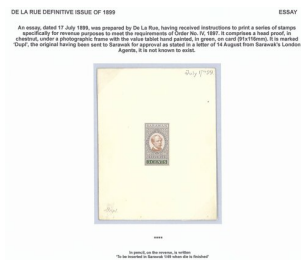 DE LA RUE DEFINITIVE ISSUE OF 1899 ESSAY
An essay, dated 17 July 1899, was prepared by De La Rue, having received instructions to print a series of stamps
specifically for revenue purposes to meet the requirements of Order No. IV, 1897. It comprises a head proof, in
chestnut, under a photographic frame with the value tablet hand painted, in green, on card (91x116mm). It is marked
'Dupl', the original having been sent to Sarawak for approval as stated in a letter of 14 August from Sarawak's London
Agents, it is not known to exist.
July 17 99
****
In pencil, on the reverse, is written
'To be inserted in Sarawak 1/49 when die is finished'